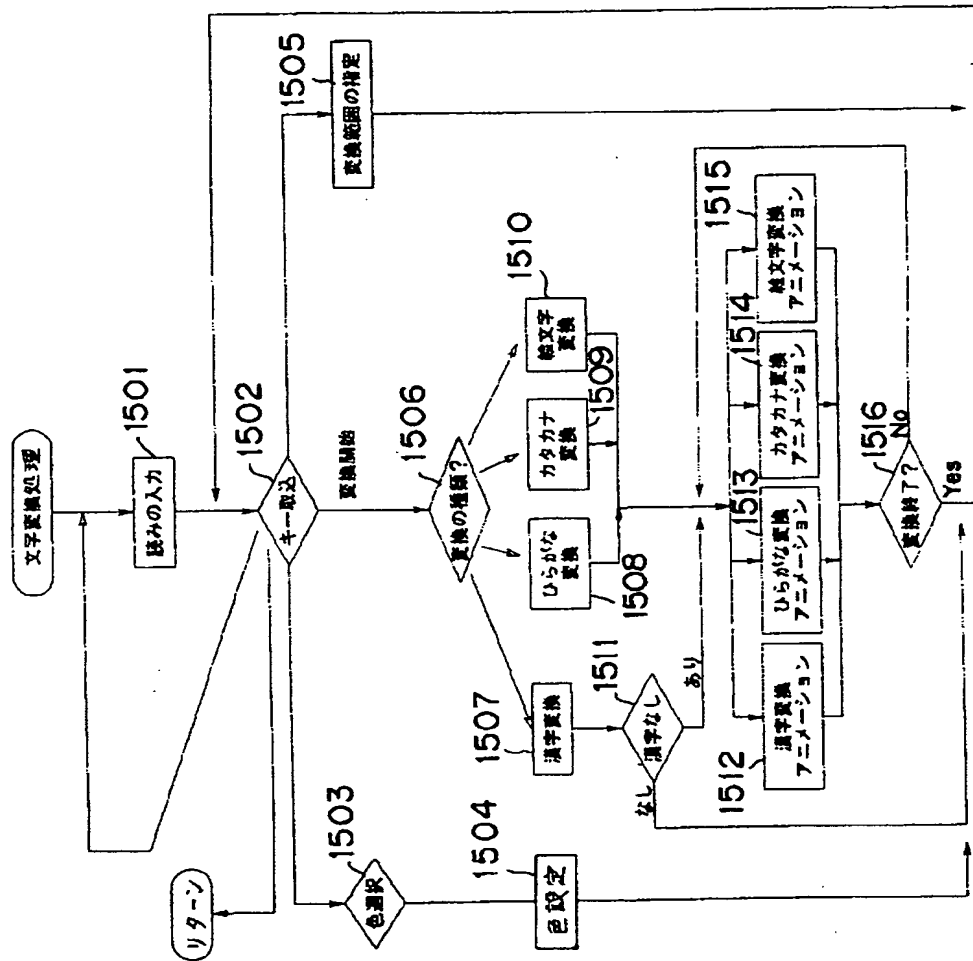 文字変換処理
1501
読みの入力
1502
キー取込
リターン
1503
色選択
1504
色設定
1505
変換範囲の指定
変換開始
1506
変換の種類?
1507
漢字変換
1508
ひらがな
変換
1509
カタカナ
変換
1510
絵文字
変換
1511
漢字なし
あり
なし
1512
漢字変換
アニメーション
1513
ひらがな変換
アニメーション
1514
カタカナ変換
アニメーション
1515
絵文字変換
アニメーション
1516
変換終了?
No
Yes